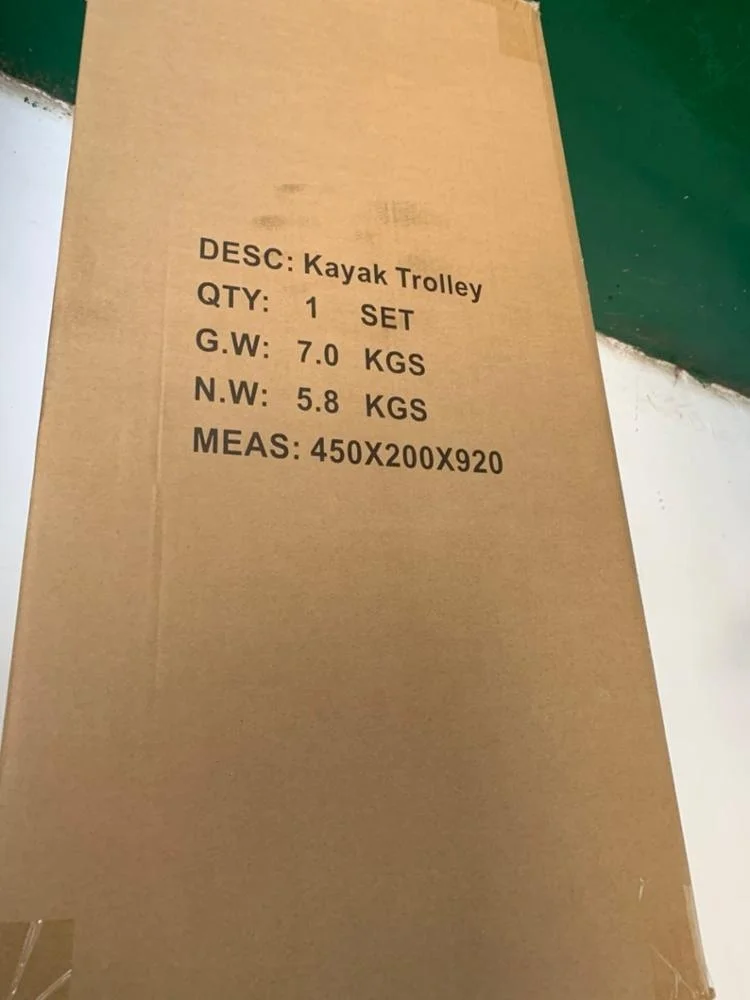 DESC: Kayak Trolley
QTY: 1 SET
G.W: 7.0 KGS
N.W: 5.8 KGS
MEAS: 450X200X920